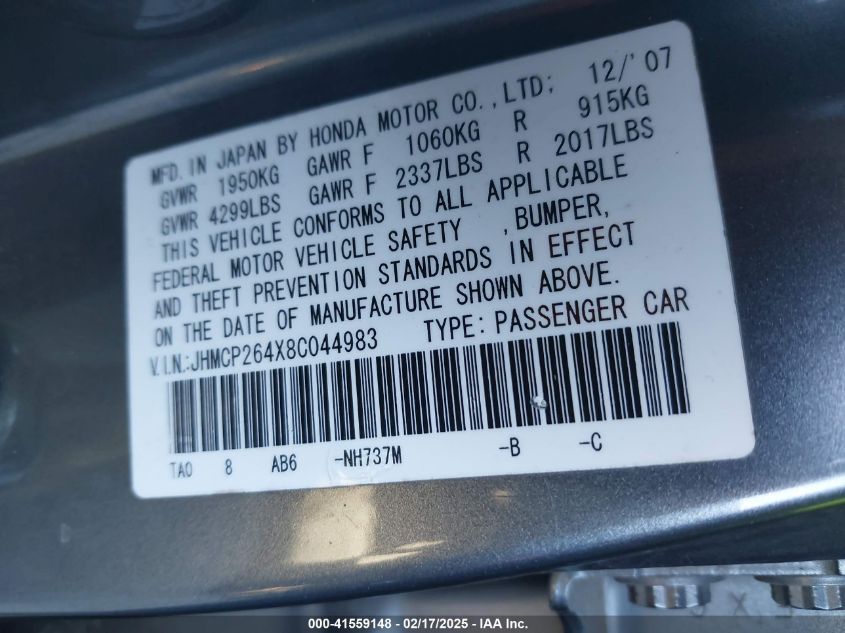 MFD. IN JAPAN BY HONDA MOTOR CO.,LTD; 12/'07
GVWR 1950KG GAWR F 1060KG R 915KG
GVWR 4299LBS GAWR F 2337LBS R 2017LBS
THIS VEHICLE CONFORMS TO ALL APPLICABLE
FEDERAL MOTOR VEHICLE SAFETY ,BUMPER,
AND THEFT PREVENTION STANDARDS IN EFFECT
ON THE DATE OF MANUFACTURE SHOWN ABOVE.
V.I.N.:JHMCP264X8C044983 TYPE: PASSENGER CAR
TA0 8 AB6 -NH737M -B -C
000-41559148 - 02/17/2025 - IAA Inc.